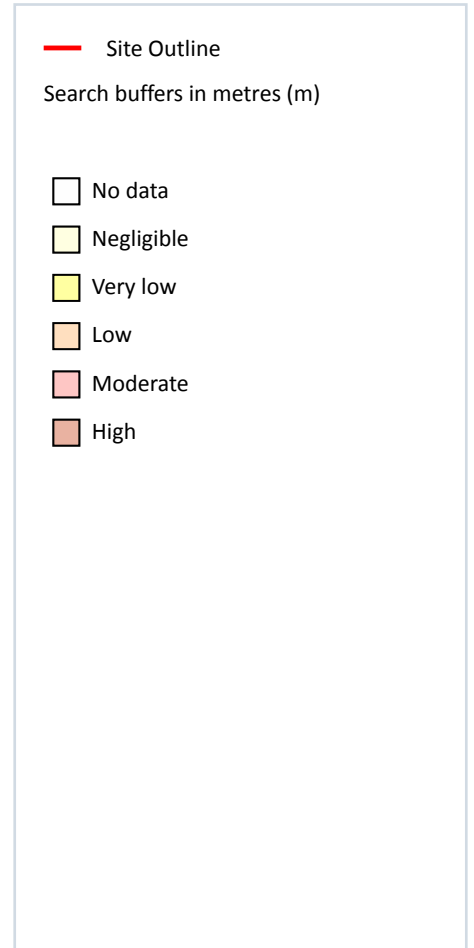 Site Outline
Search buffers in metres (m)
No data
Negligible
Very low
Low
Moderate
High